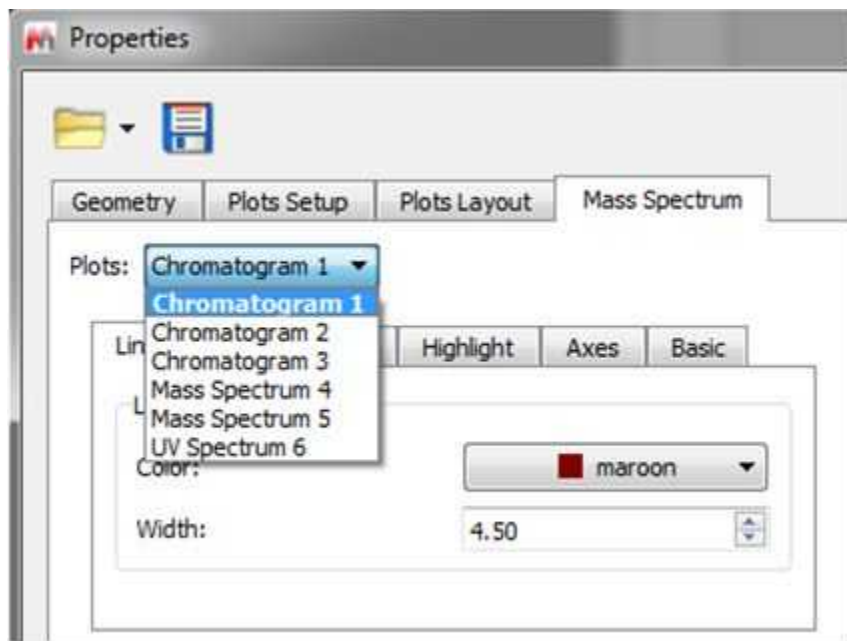 Properties
Geometry Plots Setup Plots Layout Mass Spectrum
Plots: Chromatogram 1
Chromatogram 1
Chromatogram 2
Chromatogram 3
Mass Spectrum 4
Mass Spectrum 5
UV Spectrum 6
Highlight Axes Basic
Color: maroon
Width: 4.50